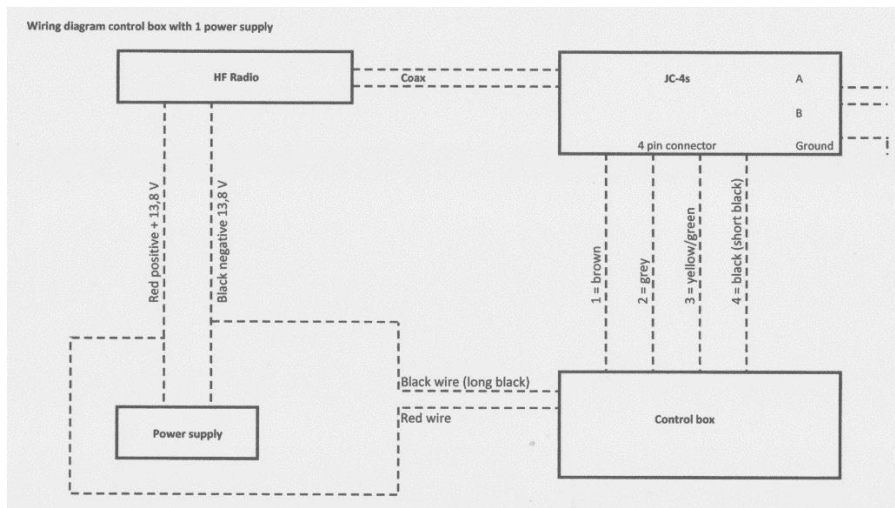 Wiring diagram control box with 1 power supply
HF Radio
Coax
JC-4s
A
B
4 pin connector
Ground
Red positive + 13,8 V
Black negative 13,8 V
1 = brown
2 = grey
3 = yellow/green
4 = black (short black)
Black wire (long black)
Red wire
Power supply
Control box